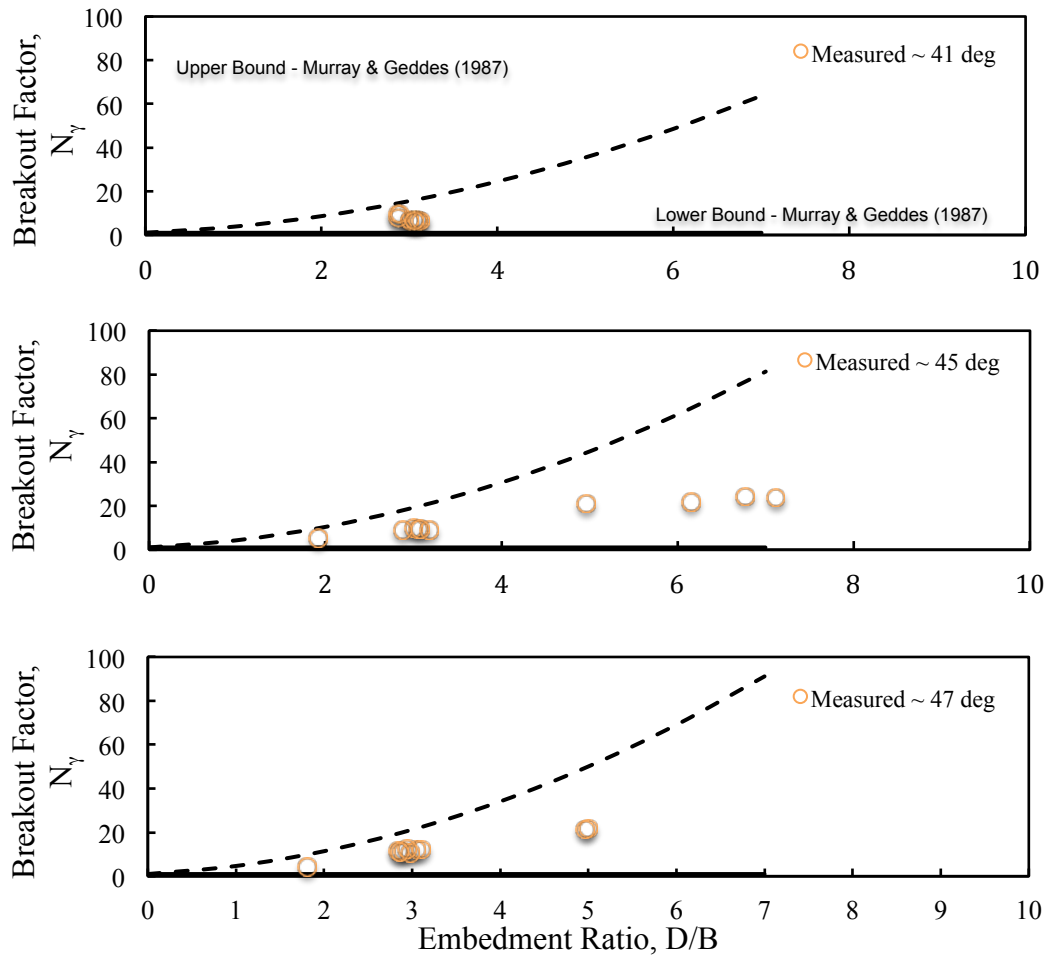 100
80
60
40
20
0
Breakout Factor,
N_γ
Upper Bound - Murray & Geddes (1987)
Measured ~ 41 deg
Lower Bound - Murray & Geddes (1987)
0 2 4 6 8 10
100
80
60
40
20
0
Breakout Factor,
N_γ
Measured ~ 45 deg
0 2 4 6 8 10
100
80
60
40
20
0
Breakout Factor,
N_γ
Measured ~ 47 deg
0 1 2 3 4 5 6 7 8 9 10
Embedment Ratio, D/B